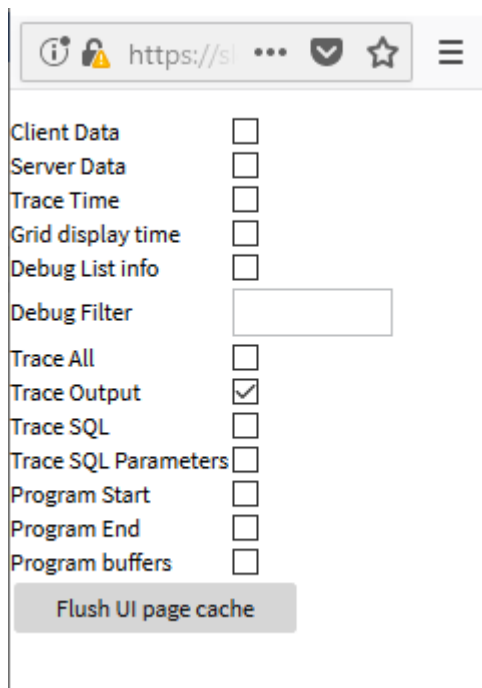 https://sl
Client Data
Server Data
Trace Time
Grid display time
Debug List info
Debug Filter
Trace All
Trace Output
Trace SQL
Trace SQL Parameters
Program Start
Program End
Program buffers
Flush UI page cache